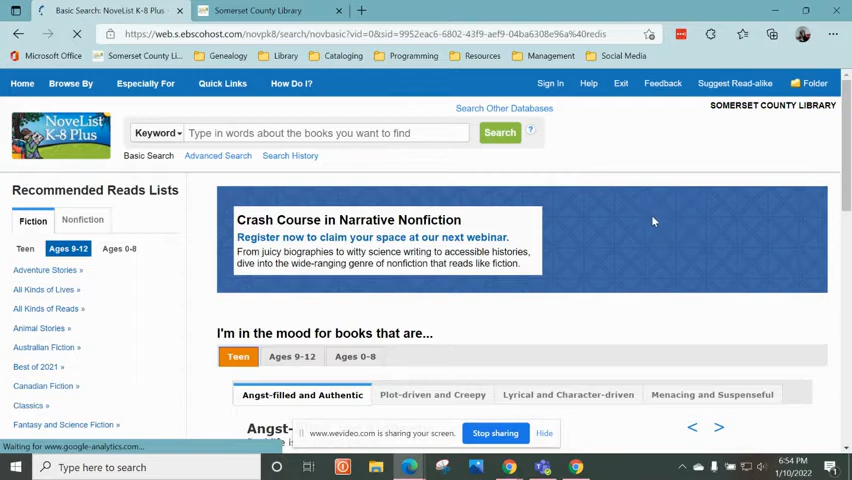 Basic Search: NoveList K-8 Plus -
Somerset County Library
https://web.s.ebscohost.com/novpk8/search/novbasic?vid=0&sid=9952eac6-6802-43f9-aef9-04ba6308e96a%40redis
Microsoft Office
Somerset County Li...
Genealogy
Library
Cataloging
Programming
Resources
Management
Social Media
Home
Browse By
Especially For
Quick Links
How Do I?
Sign In
Help
Exit
Feedback
Suggest Read-alike
Folder
Search Other Databases
SOMERSET COUNTY LIBRARY
NoveList
K-8 Plus
Keyword
Type in words about the books you want to find
Search
?
Basic Search
Advanced Search
Search History
Recommended Reads Lists
Fiction
Nonfiction
Teen
Ages 9-12
Ages 0-8
Adventure Stories »
All Kinds of Lives »
All Kinds of Reads »
Animal Stories »
Australian Fiction »
Best of 2021 »
Canadian Fiction »
Classics »
Fantasy and Science Fiction »
Crash Course in Narrative Nonfiction
Register now to claim your space at our next webinar.
From juicy biographies to witty science writing to accessible histories,
dive into the wide-ranging genre of nonfiction that reads like fiction.
I'm in the mood for books that are...
Teen
Ages 9-12
Ages 0-8
Angst-filled and Authentic
Plot-driven and Creepy
Lyrical and Character-driven
Menacing and Suspenseful
Angst-
< >
www.wevideo.com is sharing your screen.
Stop sharing
Hide
Waiting for www.google-analytics.com...
Type here to search
6:54 PM
1/10/2022